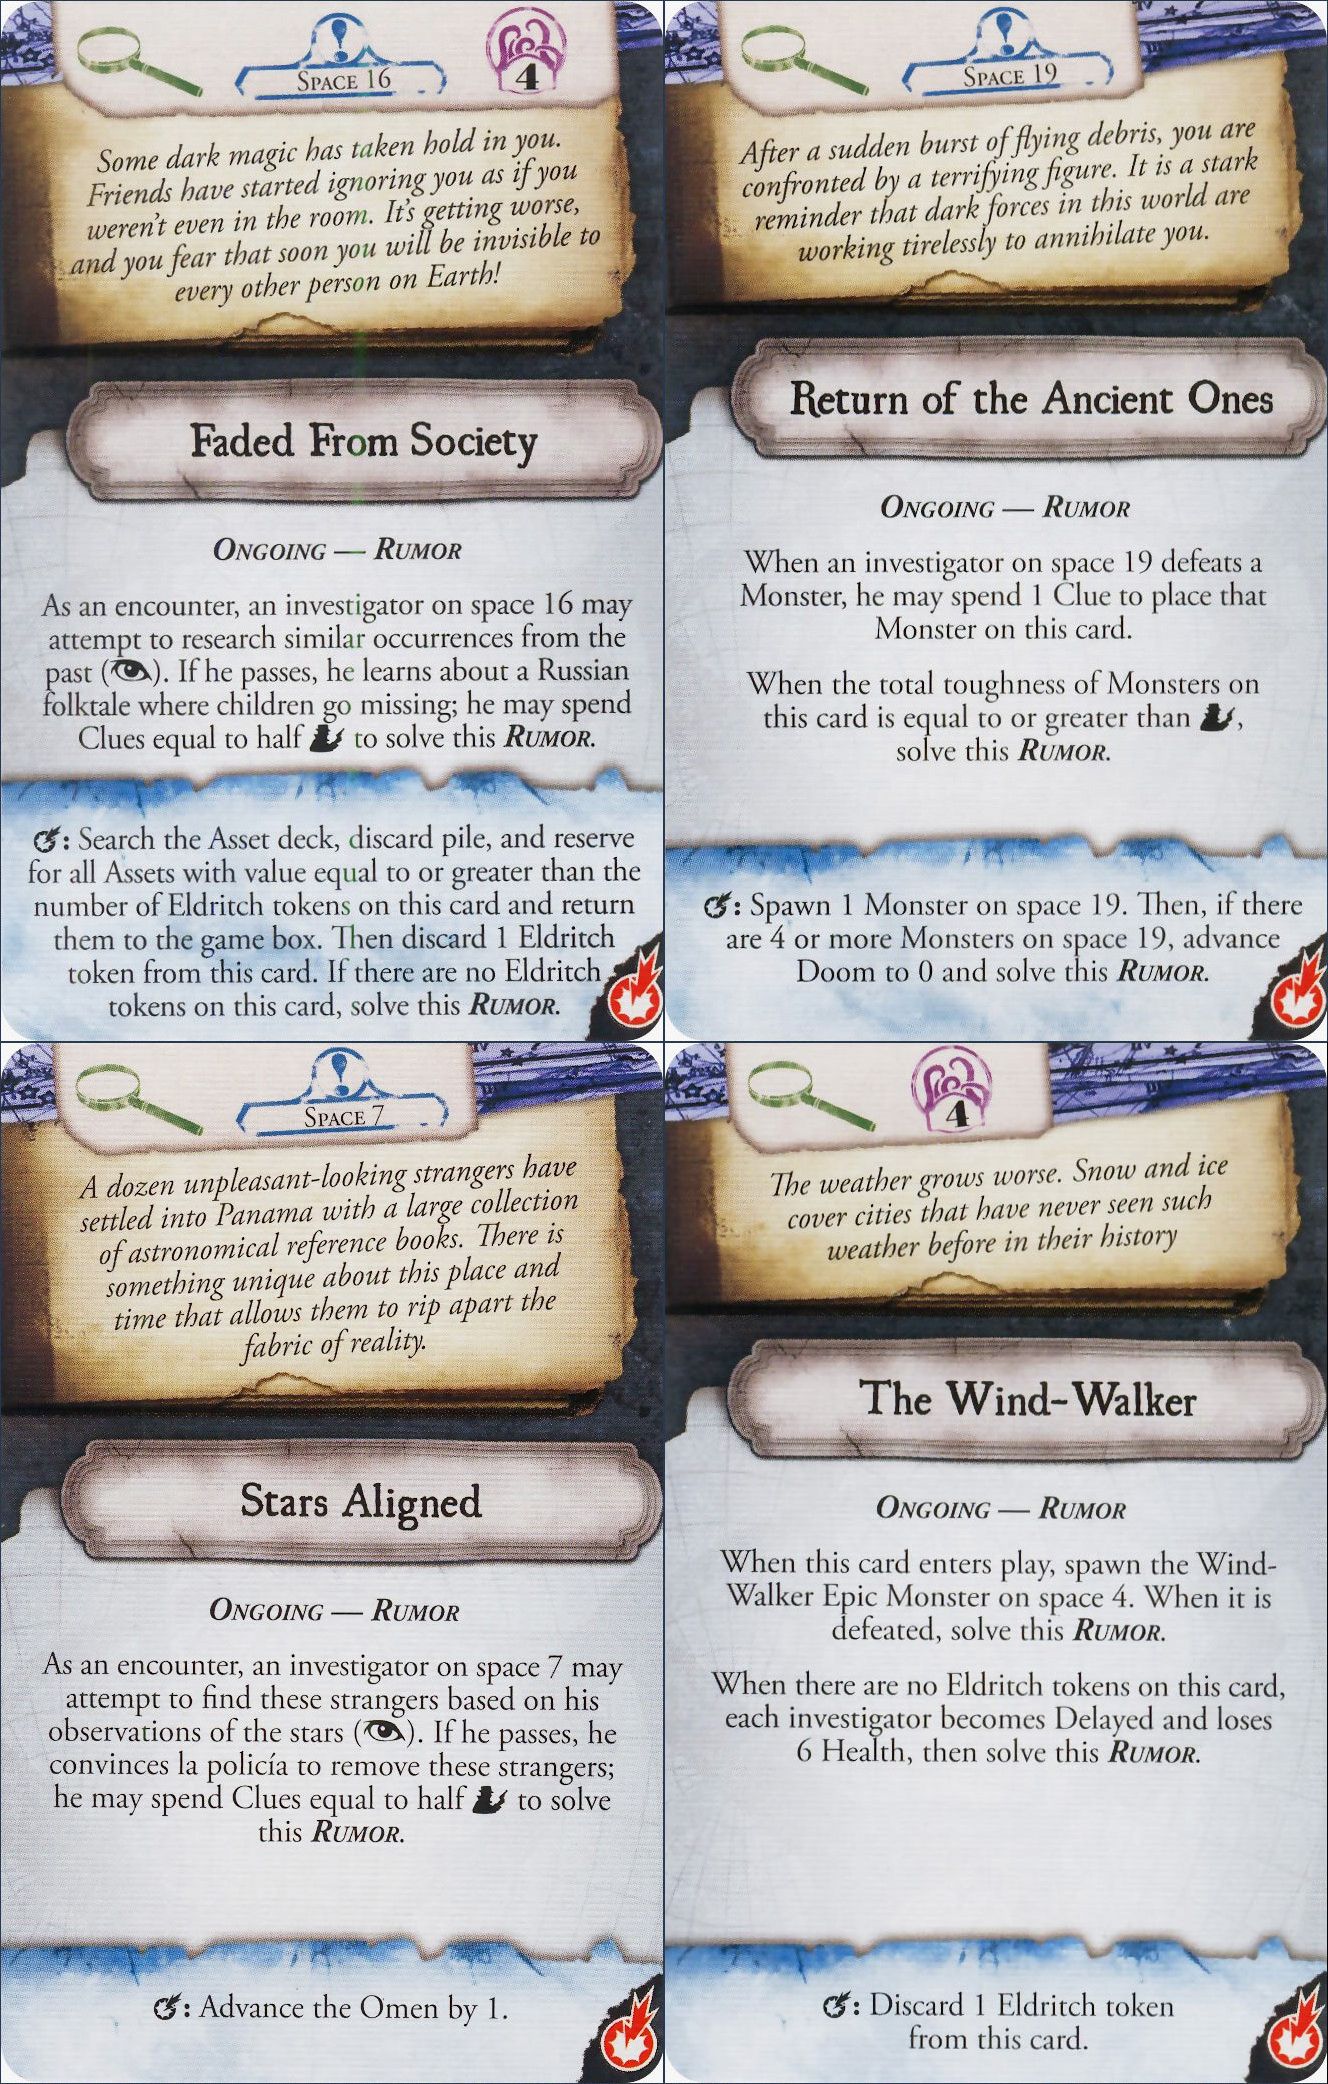 SPACE 16
4
Some dark magic has taken hold in you.
Friends have started ignoring you as if you
weren't even in the room. It's getting worse,
and you fear that soon you will be invisible to
every other person on Earth!
Faded From Society
ONGOING — RUMOR
As an encounter, an investigator on space 16 may
attempt to research similar occurrences from the
past ( ). If he passes, he learns about a Russian
folktale where children go missing; he may spend
Clues equal to half to solve this RUMOR.
: Search the Asset deck, discard pile, and reserve
for all Assets with value equal to or greater than the
number of Eldritch tokens on this card and return
them to the game box. Then discard 1 Eldritch
token from this card. If there are no Eldritch
tokens on this card, solve this RUMOR.
SPACE 19
After a sudden burst of flying debris, you are
confronted by a terrifying figure. It is a stark
reminder that dark forces in this world are
working tirelessly to annihilate you.
Return of the Ancient Ones
ONGOING — RUMOR
When an investigator on space 19 defeats a
Monster, he may spend 1 Clue to place that
Monster on this card.
When the total toughness of Monsters on
this card is equal to or greater than ,
solve this RUMOR.
: Spawn 1 Monster on space 19. Then, if there
are 4 or more Monsters on space 19, advance
Doom to 0 and solve this RUMOR.
SPACE 7
A dozen unpleasant-looking strangers have
settled into Panama with a large collection
of astronomical reference books. There is
something unique about this place and
time that allows them to rip apart the
fabric of reality.
Stars Aligned
ONGOING — RUMOR
As an encounter, an investigator on space 7 may
attempt to find these strangers based on his
observations of the stars ( ). If he passes, he
convinces la policía to remove these strangers;
he may spend Clues equal to half to solve
this RUMOR.
: Advance the Omen by 1.
4
The weather grows worse. Snow and ice
cover cities that have never seen such
weather before in their history
The Wind-Walker
ONGOING — RUMOR
When this card enters play, spawn the Wind-
Walker Epic Monster on space 4. When it is
defeated, solve this RUMOR.
When there are no Eldritch tokens on this card,
each investigator becomes Delayed and loses
6 Health, then solve this RUMOR.
: Discard 1 Eldritch token
from this card.